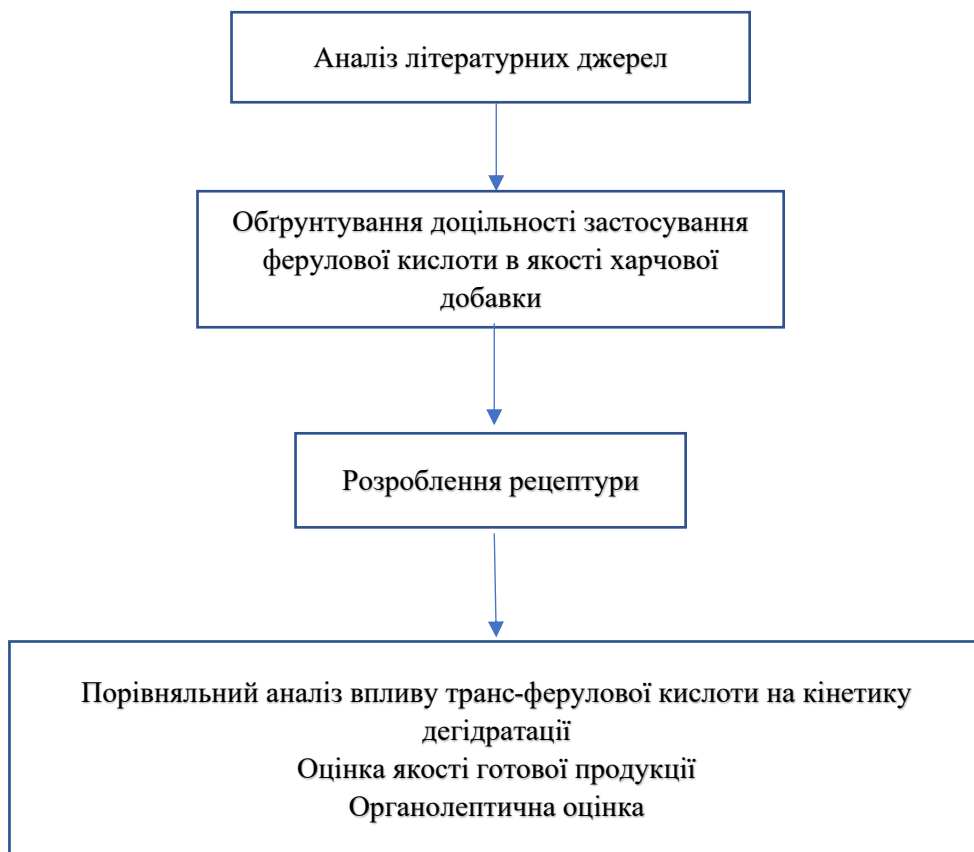 Аналіз літературних джерел
Обґрунтування доцільності застосування
ферулової кислоти в якості харчової
добавки
Розроблення рецептури
Порівняльний аналіз впливу транс-ферулової кислоти на кінетику
дегідратації
Оцінка якості готової продукції
Органолептична оцінка